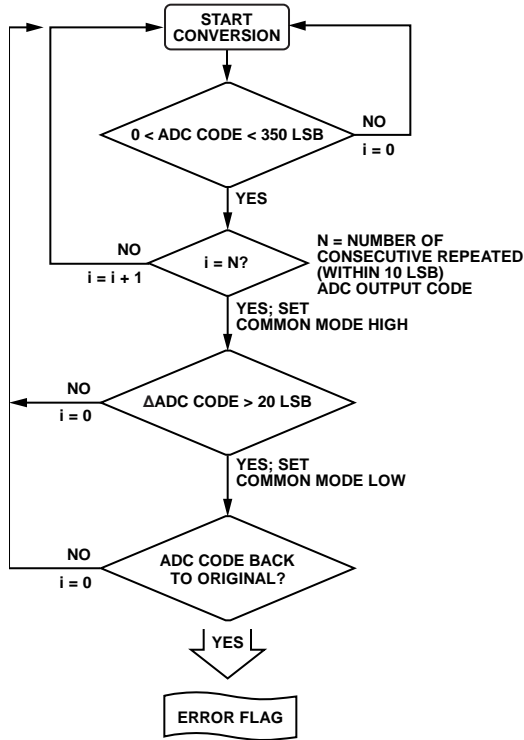 START
CONVERSION
0 < ADC CODE < 350 LSB
NO
i = 0
YES
NO
i = i + 1
i = N?
N = NUMBER OF
CONSECUTIVE REPEATED
(WITHIN 10 LSB)
ADC OUTPUT CODE
YES; SET
COMMON MODE HIGH
NO
i = 0
ΔADC CODE > 20 LSB
YES; SET
COMMON MODE LOW
NO
i = 0
ADC CODE BACK
TO ORIGINAL?
YES
ERROR FLAG